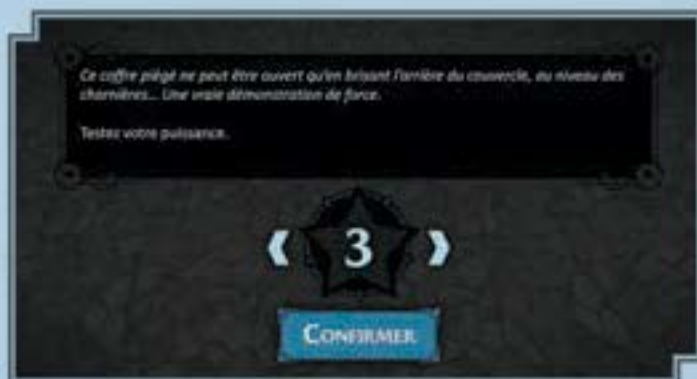 Ce coffre piégé ne peut être ouvert qu'en brisant l'arrière du couvercle, au niveau des
charnières... Une vraie démonstration de force.
Testez votre puissance.
3
CONFIRMER